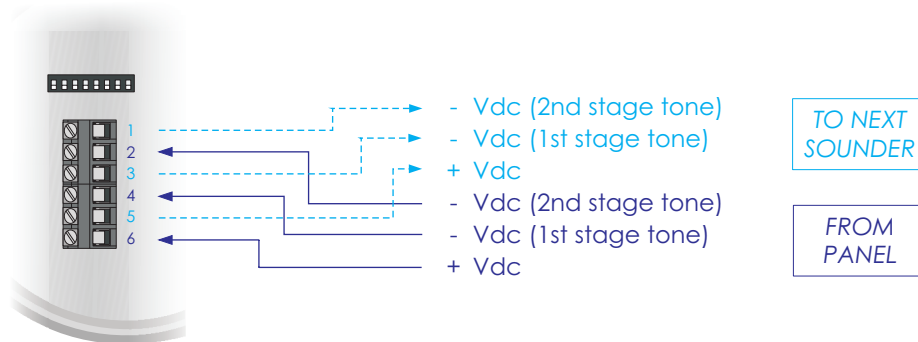 1
2
3
4
5
6
- Vdc (2nd stage tone)
- Vdc (1st stage tone)
+ Vdc
- Vdc (2nd stage tone)
- Vdc (1st stage tone)
+ Vdc
TO NEXT
SOUNDER
FROM
PANEL